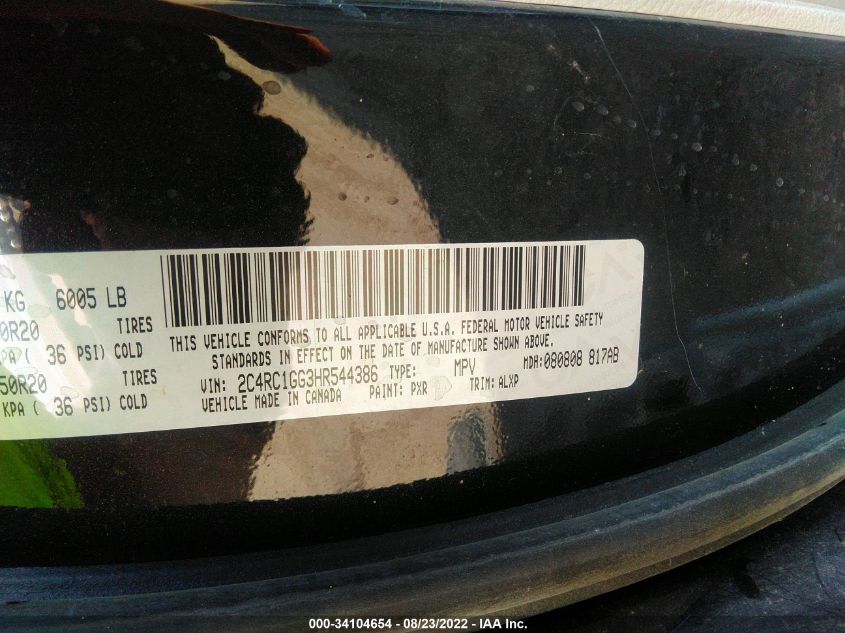 KG 6005 LB
0R20 TIRES
KPA ( 36 PSI) COLD
50R20 TIRES
KPA ( 36 PSI) COLD
THIS VEHICLE CONFORMS TO ALL APPLICABLE U.S.A. FEDERAL MOTOR VEHICLE SAFETY
STANDARDS IN EFFECT ON THE DATE OF MANUFACTURE SHOWN ABOVE.
VIN: 2C4RC1GG3HR544386 TYPE: MPV MDH:080808 817AB
VEHICLE MADE IN CANADA PAINT: PXR TRIM: ALXP
000-34104654 - 08/23/2022 - IAA Inc.